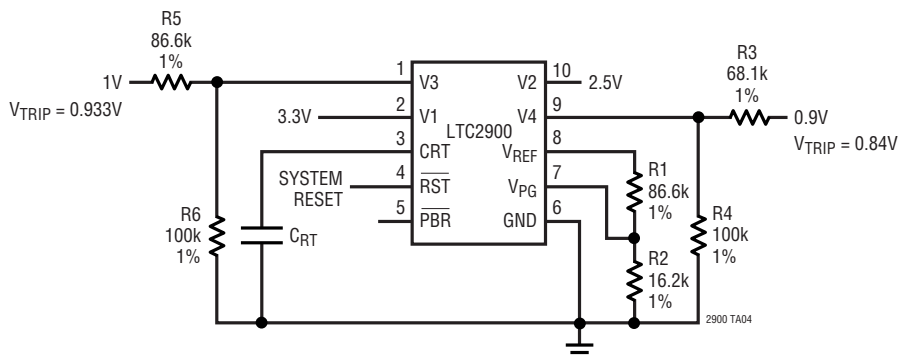 R5
86.6k
1%
1V
VTRIP = 0.933V
R6
100k
1%
3.3V
SYSTEM
RESET
CRT
1
2
3
4
5
V3
V1
CRT
RST
PBR
LTC2900
V2
V4
VREF
VPG
GND
10
9
8
7
6
2.5V
R1
86.6k
1%
R2
16.2k
1%
R3
68.1k
1%
0.9V
VTRIP = 0.84V
R4
100k
1%
2900 TA04